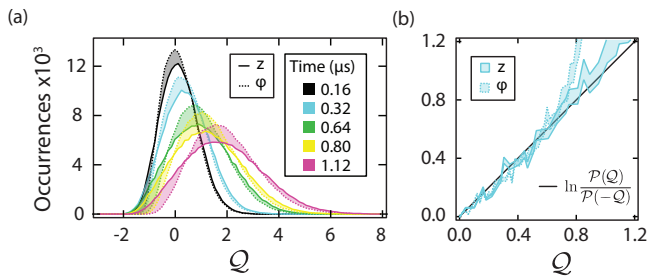 (a)
Occurrences x10³
12
8
4
0
-2
0
2
4
6
8
𝒬
z
φ
Time (μs)
0.16
0.32
0.64
0.80
1.12
(b)
1.2
0.8
0.4
0.0
0.0
0.4
0.8
1.2
𝒬
z
φ
ln 𝒫(𝒬)
𝒫(-𝒬)